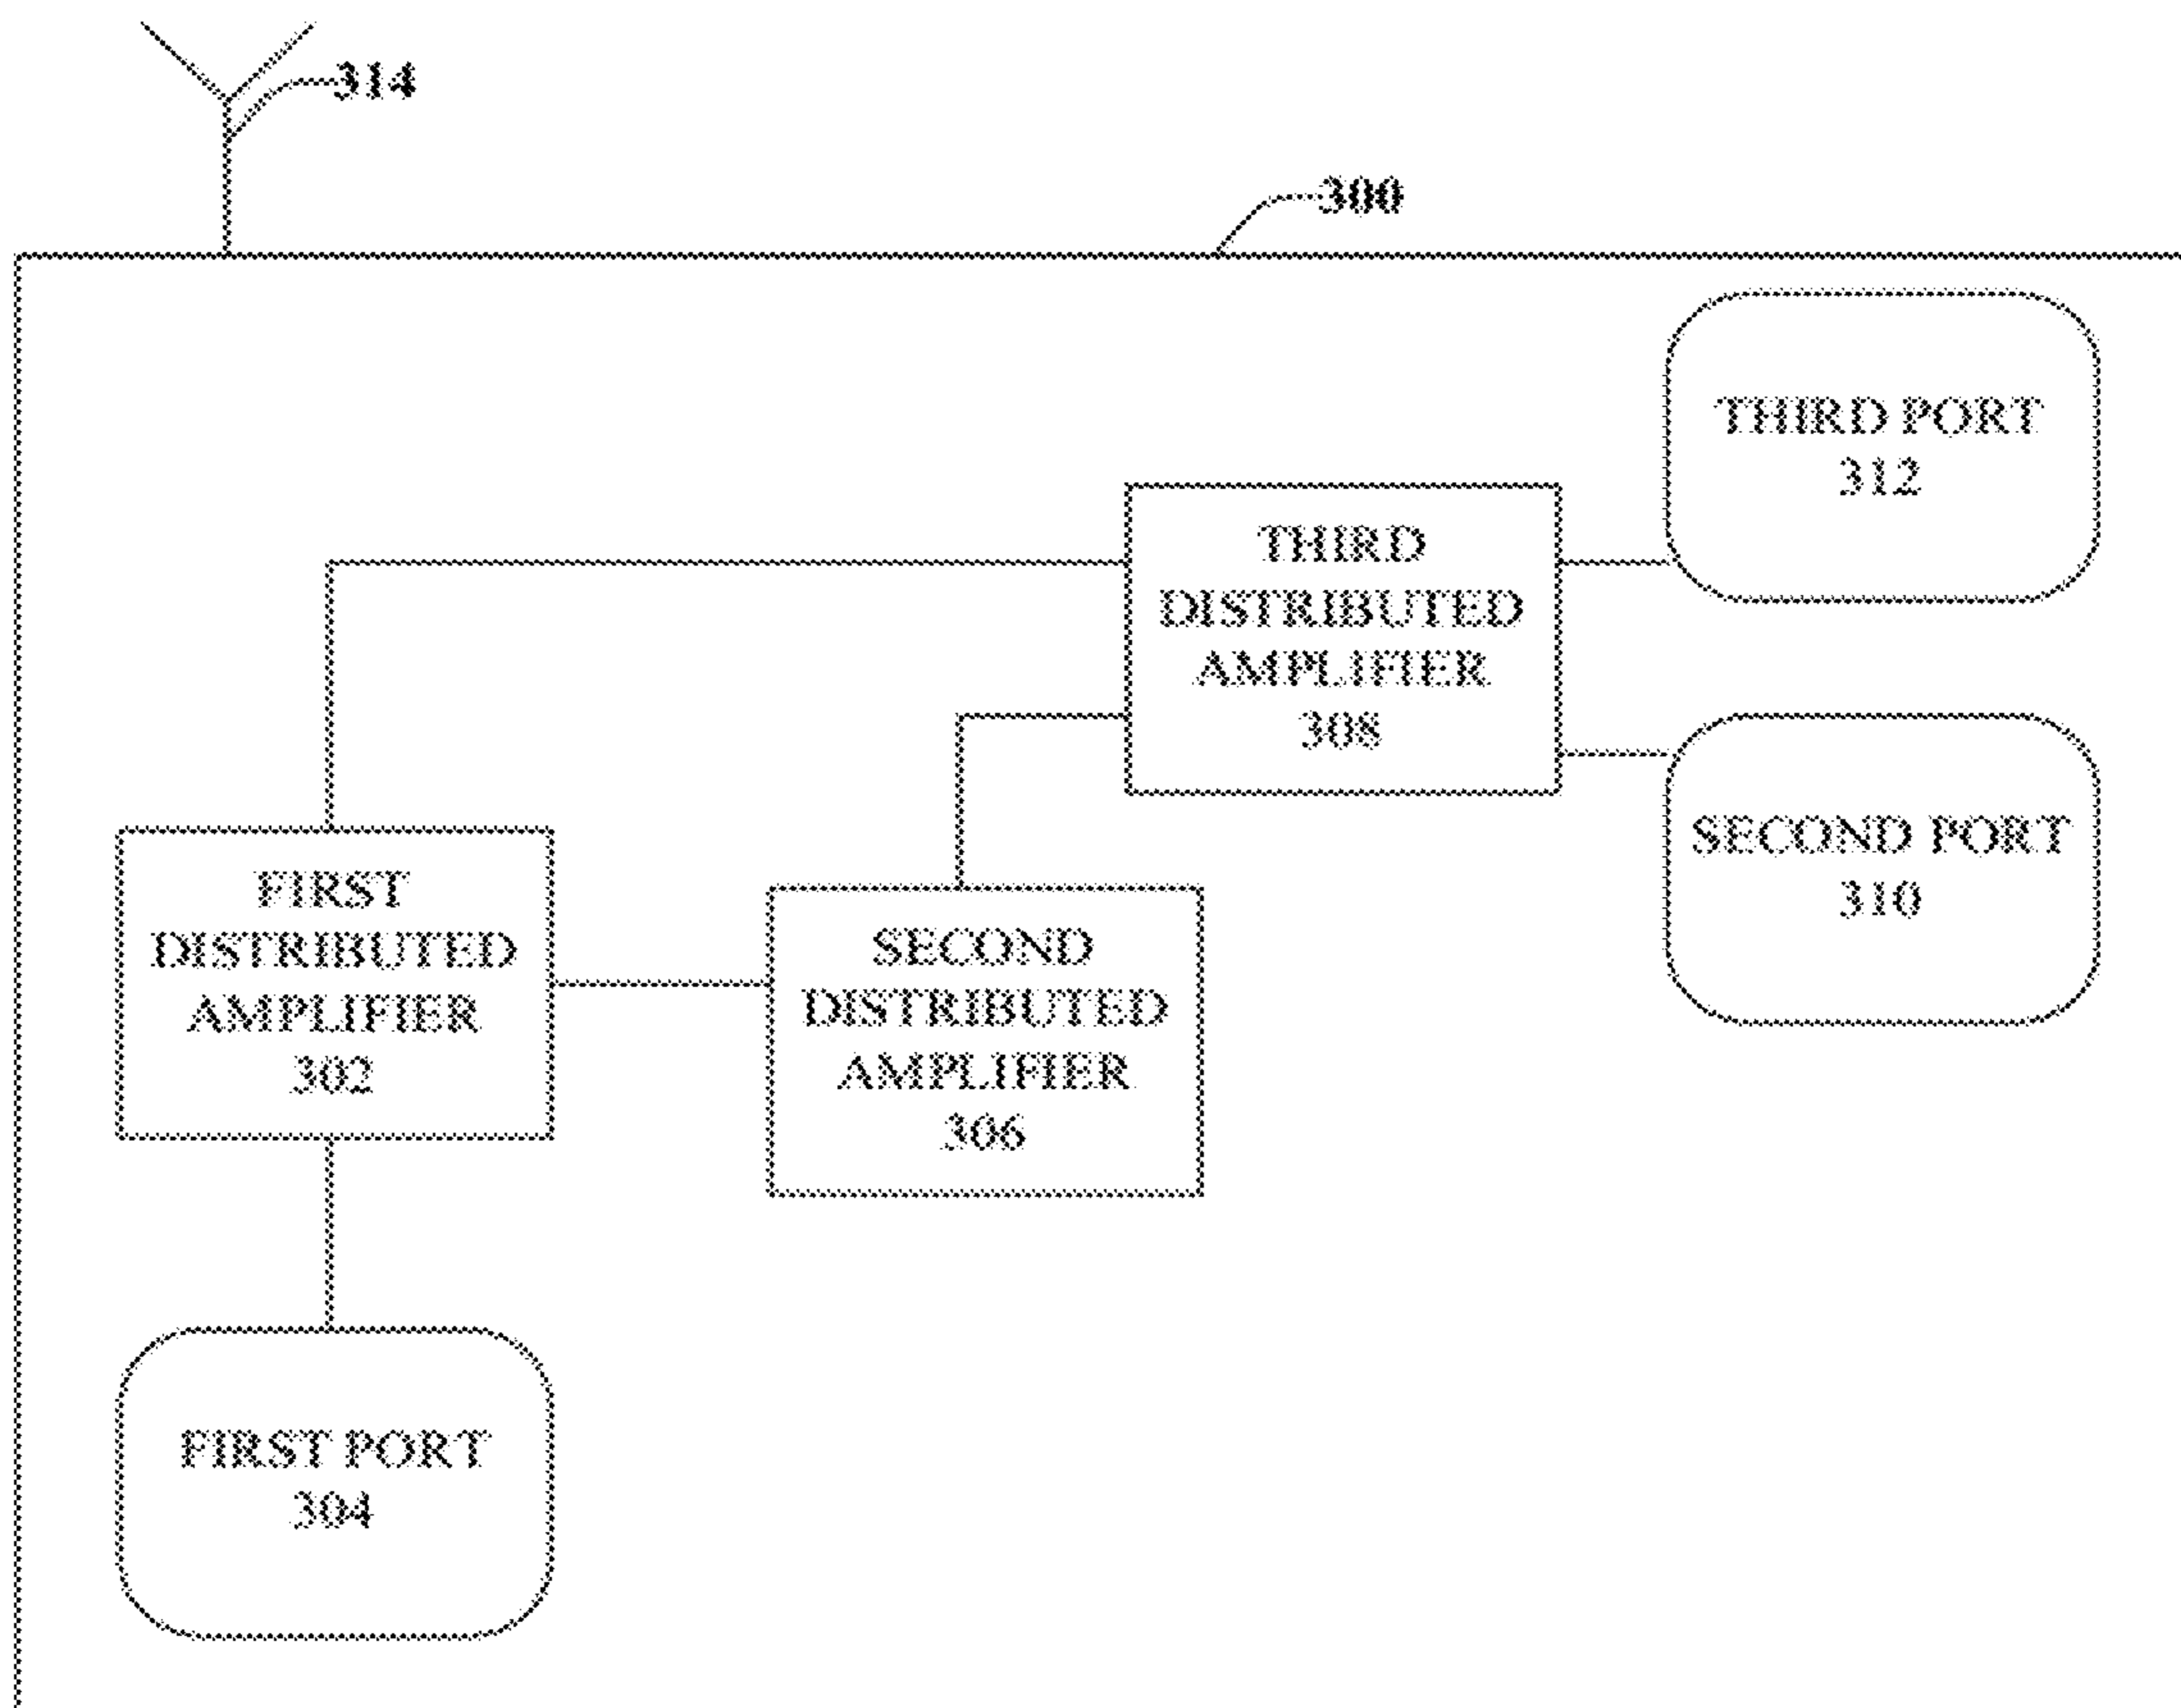 314
300
THIRD PORT
312
THIRD
DISTRIBUTED
AMPLIFIER
308
SECOND PORT
310
FIRST
DISTRIBUTED
AMPLIFIER
302
SECOND
DISTRIBUTED
AMPLIFIER
306
FIRST PORT
304